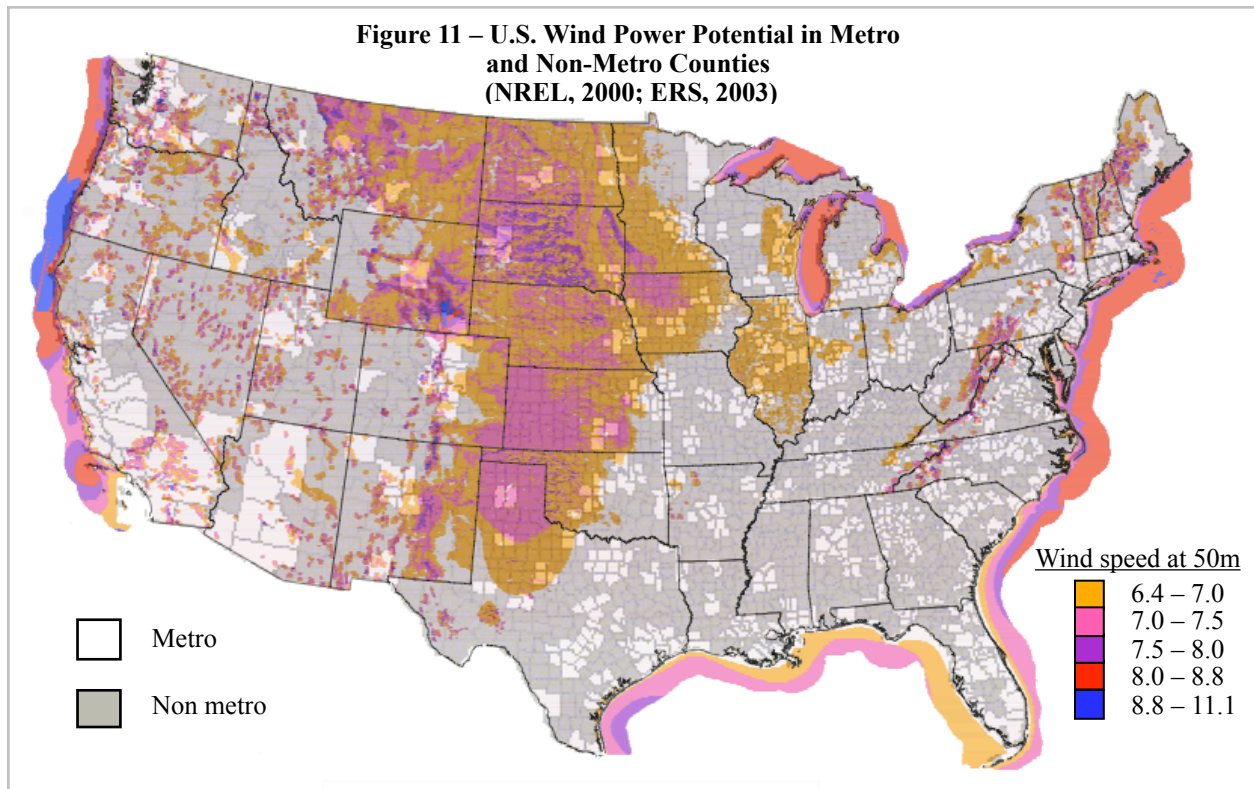 Figure 11 – U.S. Wind Power Potential in Metro
and Non-Metro Counties
(NREL, 2000; ERS, 2003)
Wind speed at 50m
6.4 – 7.0
7.0 – 7.5
7.5 – 8.0
8.0 – 8.8
8.8 – 11.1
Metro
Non metro